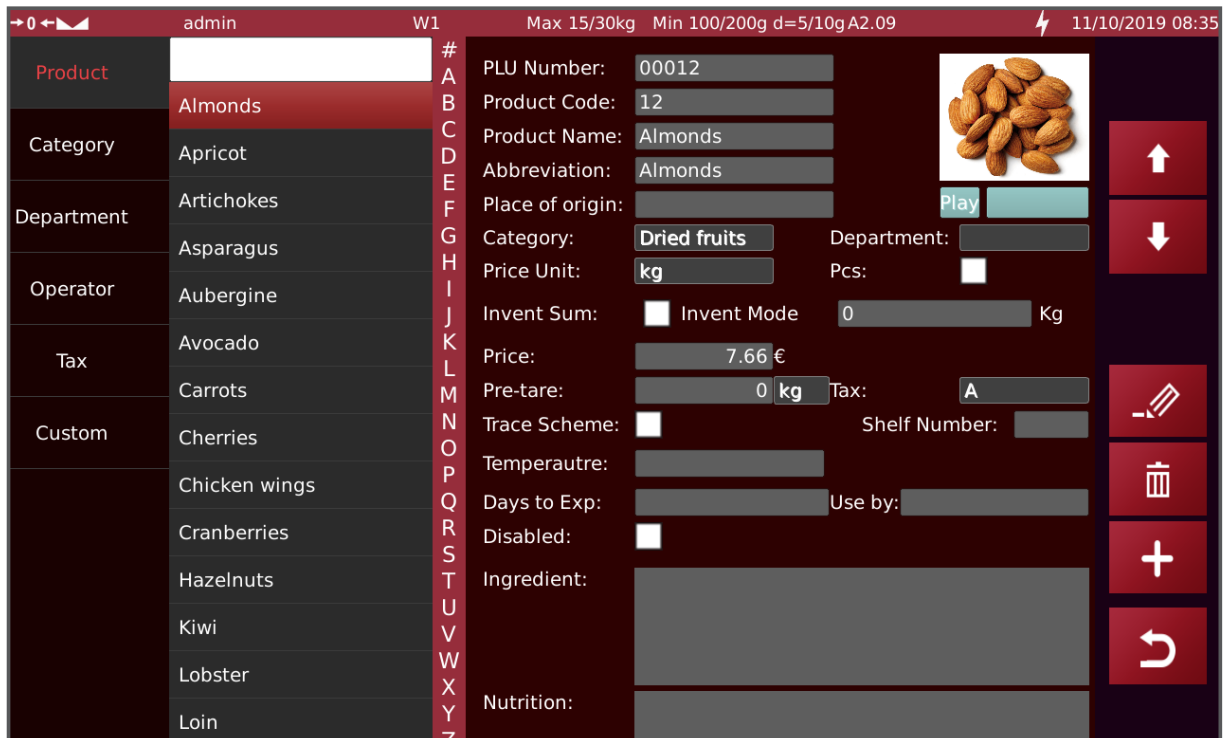 →0← admin W1 Max 15/30kg Min 100/200g d=5/10g A2.09 11/10/2019 08:35
Product
Category
Department
Operator
Tax
Custom
Almonds
Apricot
Artichokes
Asparagus
Aubergine
Avocado
Carrots
Cherries
Chicken wings
Cranberries
Hazelnuts
Kiwi
Lobster
Loin
#
A
B
C
D
E
F
G
H
I
J
K
L
M
N
O
P
Q
R
S
T
U
V
W
X
Y
Z
PLU Number: 00012
Product Code: 12
Product Name: Almonds
Abbreviation: Almonds
Place of origin: Play
Category: Dried fruits Department:
Price Unit: kg Pcs:
Invent Sum: Invent Mode 0 Kg
Price: 7.66 €
Pre-tare: 0 kg Tax: A
Trace Scheme: Shelf Number:
Temperautre:
Days to Exp: Use by:
Disabled:
Ingredient:
Nutrition: